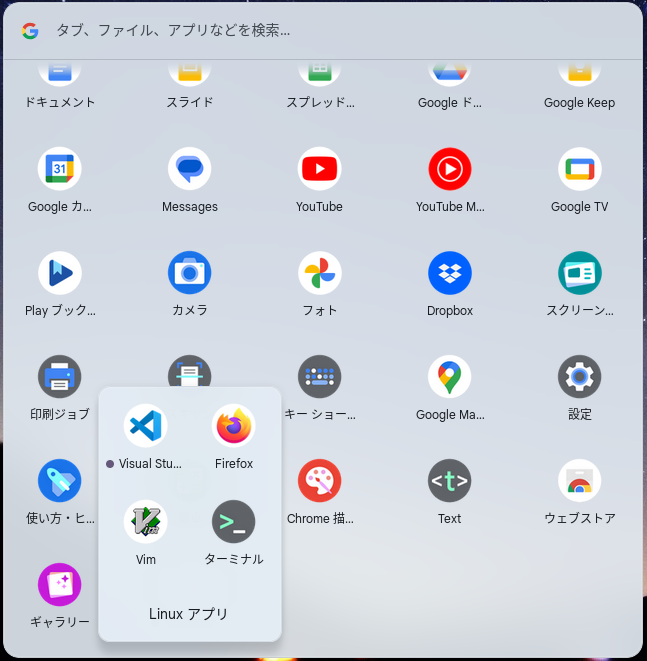 タブ、ファイル、アプリなどを検索...
ドキュメント
スライド
スプレッド...
Google ド...
Google Keep
31
Google カ...
Messages
YouTube
YouTube M...
Google TV
Play ブック...
カメラ
フォト
Dropbox
スクリーン...
印刷ジョブ
キー ショー...
Google Ma...
設定
Visual Stu...
Firefox
使い方・ヒ...
Chrome 描...
<t>
Text
ウェブストア
Vim
Vim
>_
ターミナル
ギャラリー
Linux アプリ